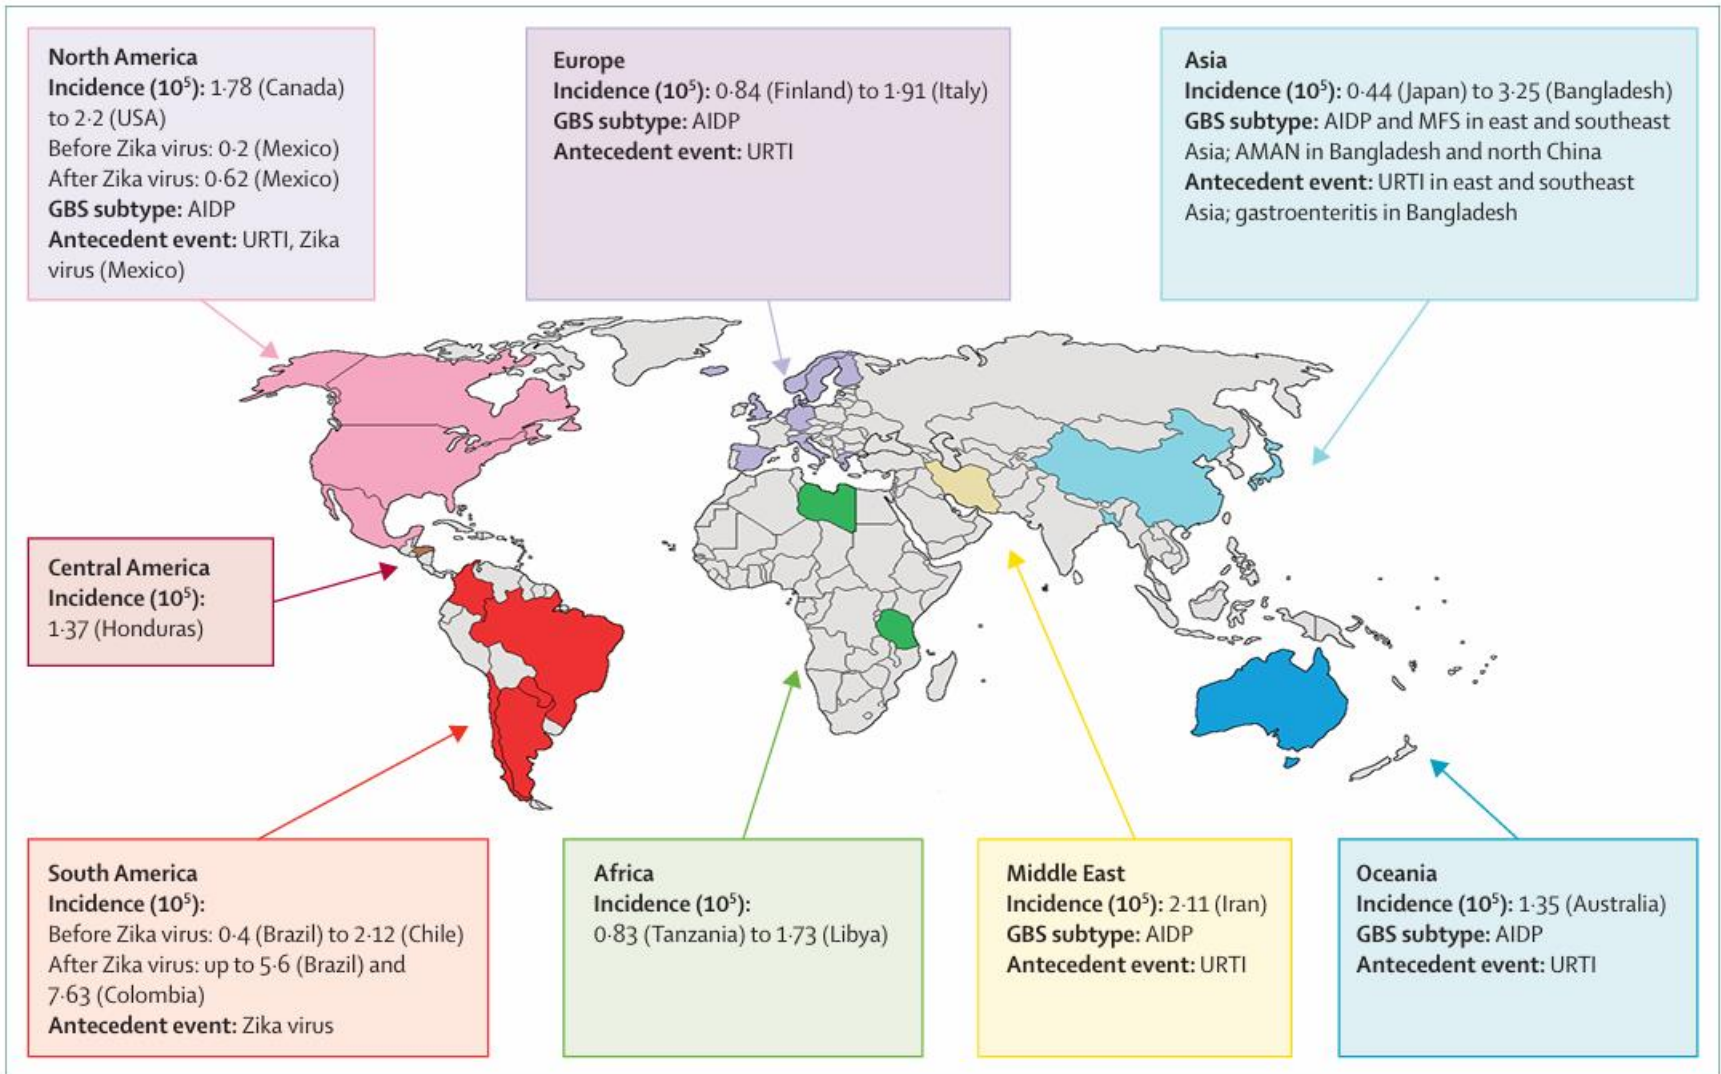 North America
Incidence (10⁵): 1·78 (Canada)
to 2·2 (USA)
Before Zika virus: 0·2 (Mexico)
After Zika virus: 0·62 (Mexico)
GBS subtype: AIDP
Antecedent event: URTI, Zika
virus (Mexico)
Europe
Incidence (10⁵): 0·84 (Finland) to 1·91 (Italy)
GBS subtype: AIDP
Antecedent event: URTI
Asia
Incidence (10⁵): 0·44 (Japan) to 3·25 (Bangladesh)
GBS subtype: AIDP and MFS in east and southeast
Asia; AMAN in Bangladesh and north China
Antecedent event: URTI in east and southeast
Asia; gastroenteritis in Bangladesh
Central America
Incidence (10⁵):
1·37 (Honduras)
South America
Incidence (10⁵):
Before Zika virus: 0·4 (Brazil) to 2·12 (Chile)
After Zika virus: up to 5·6 (Brazil) and
7·63 (Colombia)
Antecedent event: Zika virus
Africa
Incidence (10⁵):
0·83 (Tanzania) to 1·73 (Libya)
Middle East
Incidence (10⁵): 2·11 (Iran)
GBS subtype: AIDP
Antecedent event: URTI
Oceania
Incidence (10⁵): 1·35 (Australia)
GBS subtype: AIDP
Antecedent event: URTI